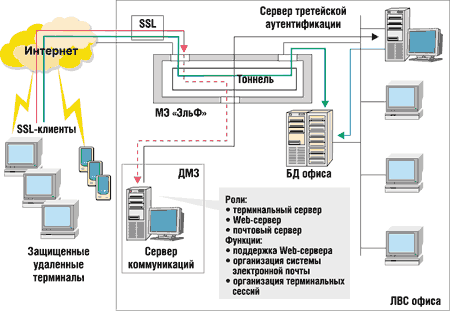 Интернет
SSL
Сервер третейской
аутентификации
Тоннель
МЭ «ЭльФ»
SSL-клиенты
БД офиса
ДМЗ
Защищенные
удаленные
терминалы
Сервер
коммуникаций
Роли:
• терминальный сервер
• Web-сервер
• почтовый сервер
Функции:
• поддержка Web-сервера
• организация системы
электронной почты
• организация терминальных
сессий
ЛВС офиса